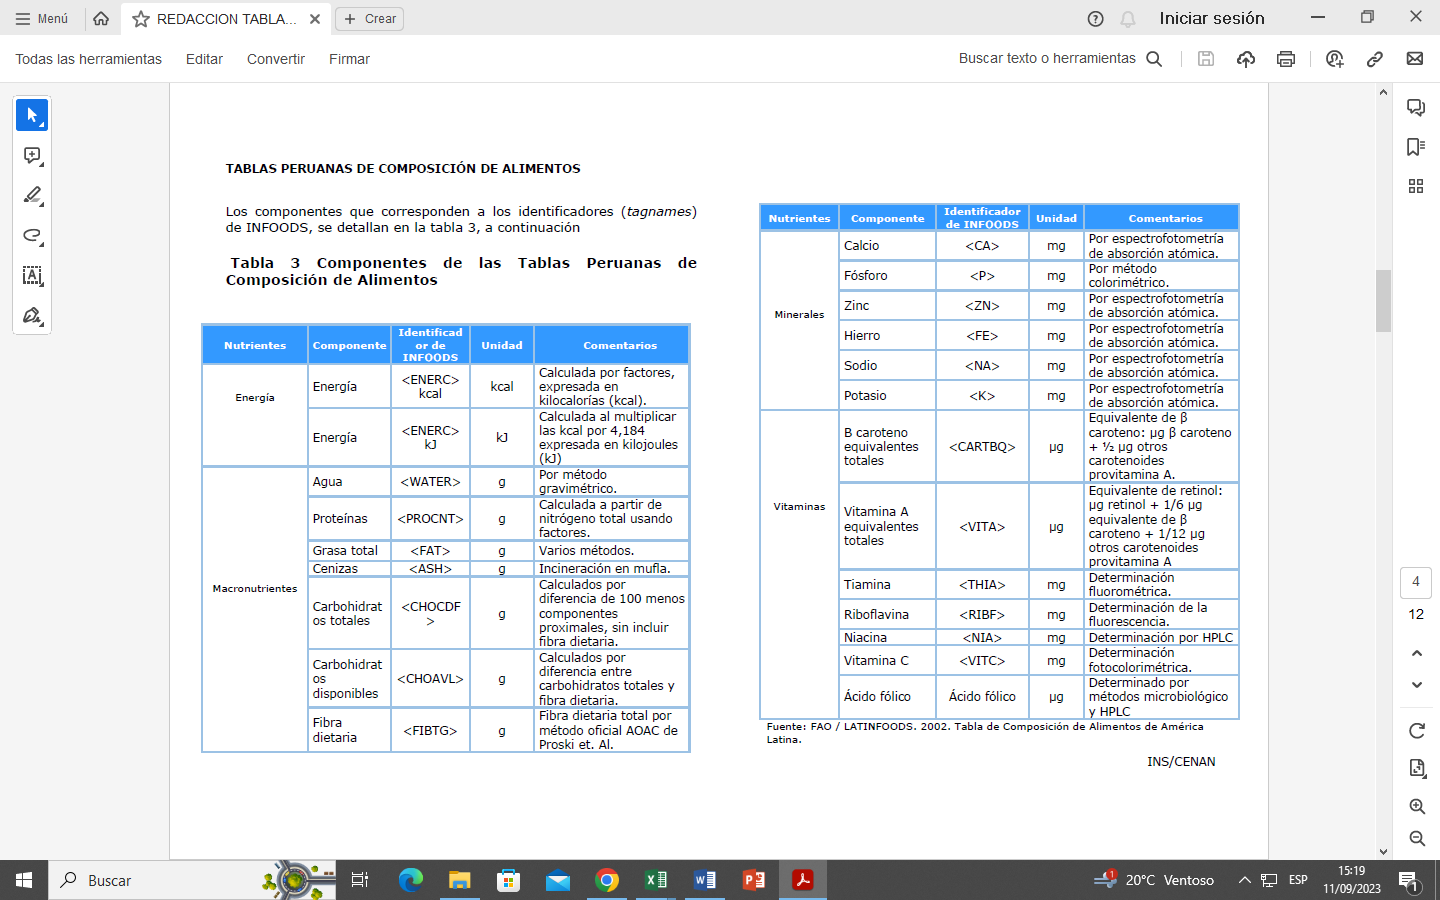 Menú
REDACCION TABLA...
Crear
Iniciar sesión
Todas las herramientas
Editar
Convertir
Firmar
Buscar texto o herramientas
TABLAS PERUANAS DE COMPOSICIÓN DE ALIMENTOS
Los componentes que corresponden a los identificadores (tagnames)
de INFOODS, se detallan en la tabla 3, a continuación
Tabla 3 Componentes de las Tablas Peruanas de
Composición de Alimentos
Nutrientes
Componente
Identificad
or de
INFOODS
Unidad
Comentarios
Energía
Energía
<ENERC>
kcal
kcal
Calculada por factores,
expresada en
kilocalorías (kcal).
Energía
<ENERC>
kJ
kJ
Calculada al multiplicar
las kcal por 4,184
expresada en kilojoules
(kJ)
Macronutrientes
Agua
<WATER>
g
Por método
gravimétrico.
Proteínas
<PROCNT>
g
Calculada a partir de
nitrógeno total usando
factores.
Grasa total
<FAT>
g
Varios métodos.
Cenizas
<ASH>
g
Incineración en mufla.
Carbohidrat
os totales
<CHOCDF
>
g
Calculados por
diferencia de 100 menos
componentes
proximales, sin incluir
fibra dietaria.
Carbohidrat
os
disponibles
<CHOAVL>
g
Calculados por
diferencia entre
carbohidratos totales y
fibra dietaria.
Fibra
dietaria
<FIBTG>
g
Fibra dietaria total por
método oficial AOAC de
Proski et. Al.
Nutrientes
Componente
Identificador
de INFOODS
Unidad
Comentarios
Minerales
Calcio
<CA>
mg
Por espectrofotometría
de absorción atómica.
Fósforo
<P>
mg
Por método
colorimétrico.
Zinc
<ZN>
mg
Por espectrofotometría
de absorción atómica.
Hierro
<FE>
mg
Por espectrofotometría
de absorción atómica.
Sodio
<NA>
mg
Por espectrofotometría
de absorción atómica.
Potasio
<K>
mg
Por espectrofotometría
de absorción atómica.
Vitaminas
B caroteno
equivalentes
totales
<CARTBQ>
µg
Equivalente de β
caroteno: µg β caroteno
+ ½ µg otros
carotenoides
provitamina A.
Vitamina A
equivalentes
totales
<VITA>
µg
Equivalente de retinol:
µg retinol + 1/6 µg
equivalente de β
caroteno + 1/12 µg
otros carotenoides
provitamina A
Tiamina
<THIA>
mg
Determinación
fluorométrica.
Riboflavina
<RIBF>
mg
Determinación de la
fluorescencia.
Niacina
<NIA>
mg
Determinación por HPLC
Vitamina C
<VITC>
mg
Determinación
fotocolorimétrica.
Ácido fólico
Ácido fólico
µg
Determinado por
métodos microbiológico
y HPLC
Fuente: FAO / LATINFOODS. 2002. Tabla de Composición de Alimentos de América
Latina.
INS/CENAN
4
12
Buscar
1
20°C Ventoso
ESP
15:19
11/09/2023
1